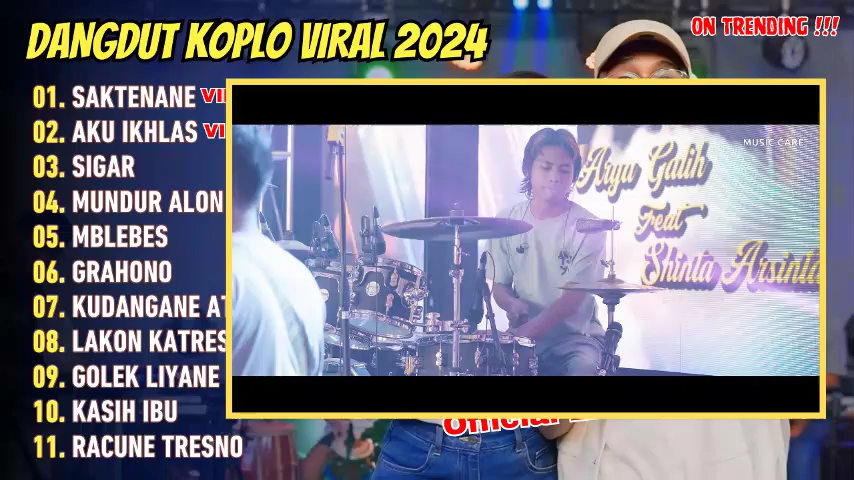 DANGDUT KOPLO VIRAL 2024
ON TRENDING !!!
01. SAKTENANE
02. AKU IKHLAS
03. SIGAR
04. MUNDUR ALON
05. MBLEBES
06. GRAHONO
07. KUDANGANE
08. LAKON
09. GOLEK LIYANE
10. KASIH IBU
11. RACUNE TRESNO
MUSIC CARE
Arya Galih
Feat
Shinta Arsinta
Official